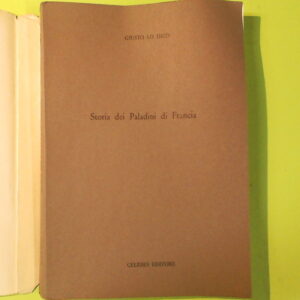 GIUSTO LO DICO
Storia dei Paladini di Francia
CELEBES EDITORE